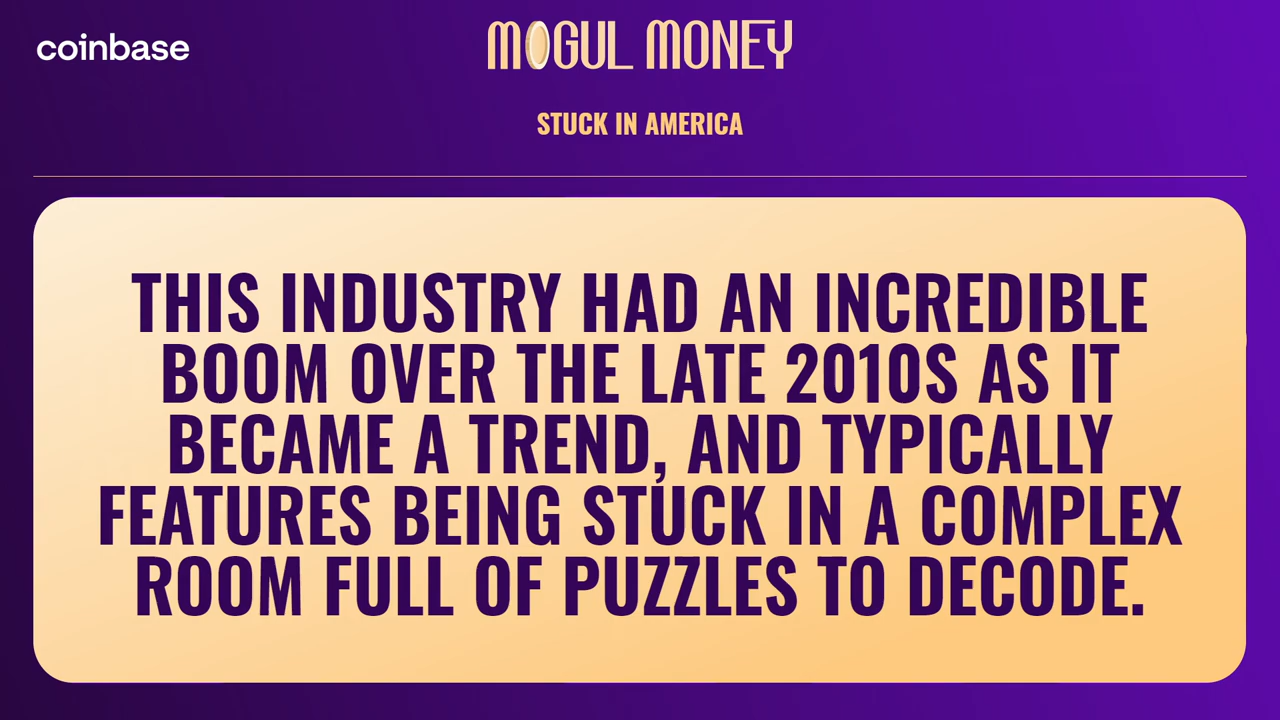 coinbase
MOGUL MONEY
STUCK IN AMERICA
THIS INDUSTRY HAD AN INCREDIBLE
BOOM OVER THE LATE 2010S AS IT
BECAME A TREND, AND TYPICALLY
FEATURES BEING STUCK IN A COMPLEX
ROOM FULL OF PUZZLES TO DECODE.